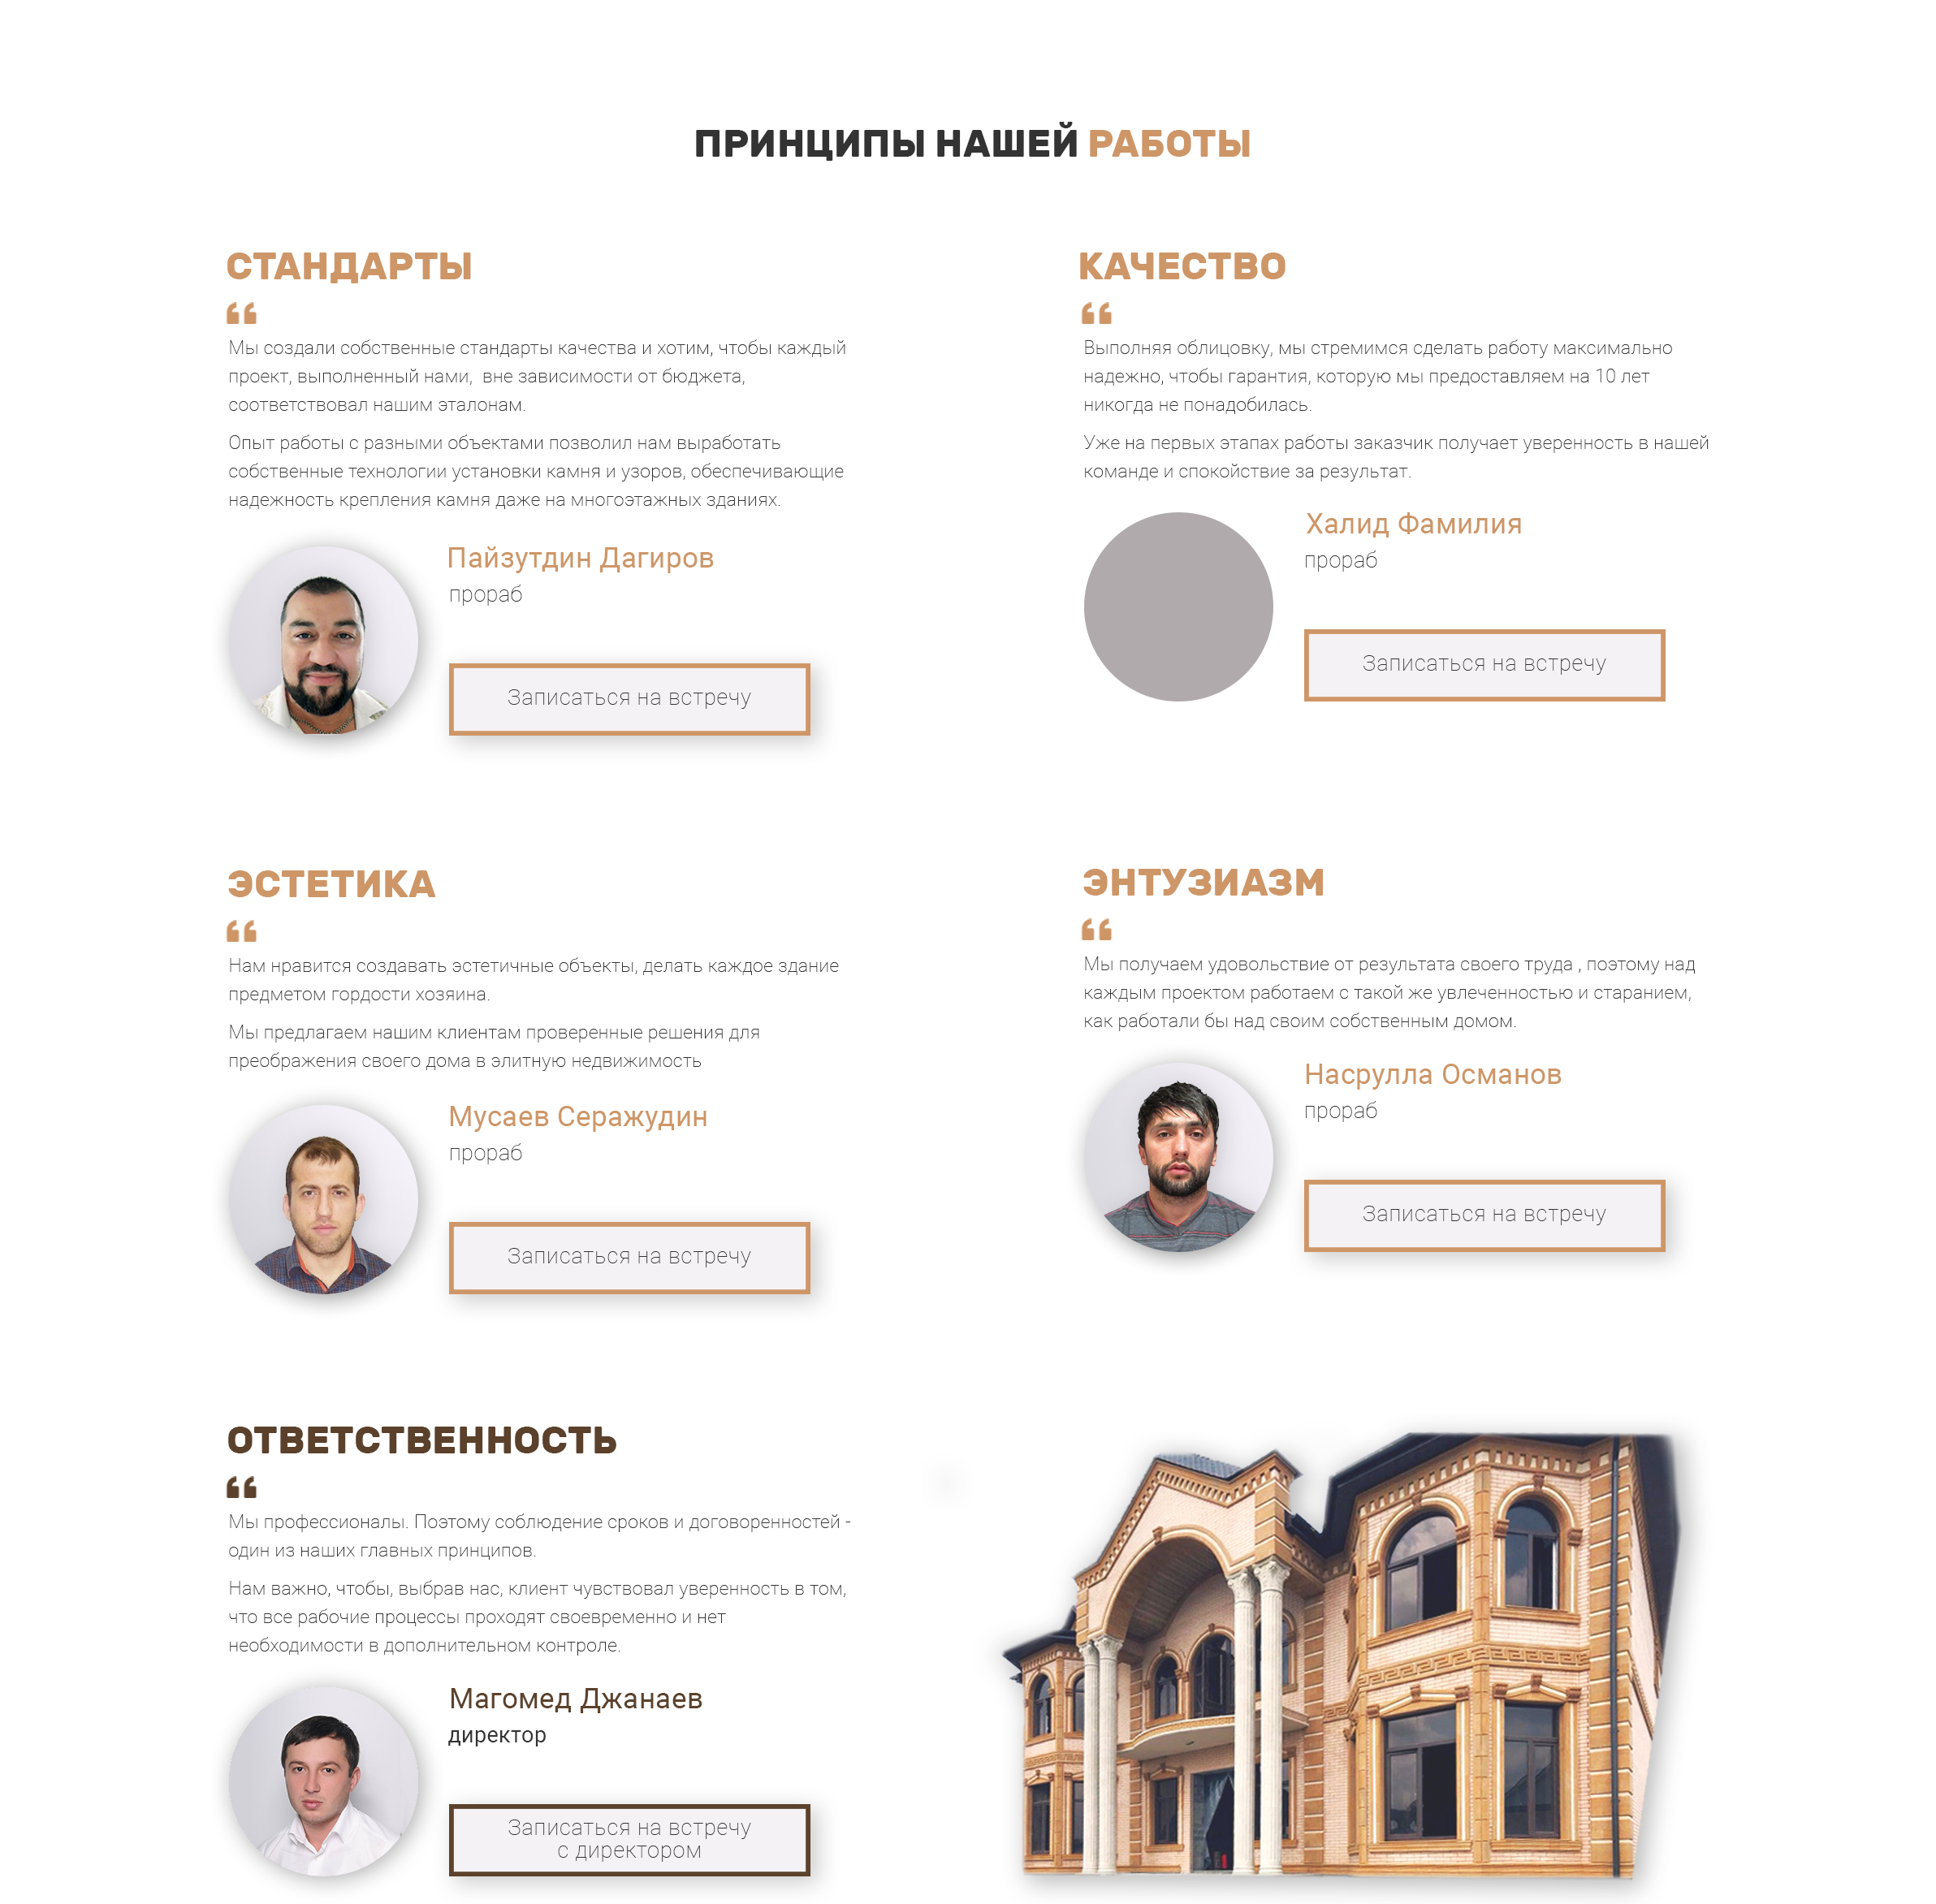 ПРИНЦИПЫ НАШЕЙ РАБОТЫ
СТАНДАРТЫ
Мы создали собственные стандарты качества и хотим, чтобы каждый
проект, выполненный нами,  вне зависимости от бюджета,
соответствовал нашим эталонам.
Опыт работы с разными объектами позволил нам выработать
собственные технологии установки камня и узоров, обеспечивающие
надежность крепления камня даже на многоэтажных зданиях.
Пайзутдин Дагиров
прораб
Записаться на встречу
КАЧЕСТВО
Выполняя облицовку, мы стремимся сделать работу максимально
надежно, чтобы гарантия, которую мы предоставляем на 10 лет
никогда не понадобилась.
Уже на первых этапах работы заказчик получает уверенность в нашей
команде и спокойствие за результат.
Халид Фамилия
прораб
Записаться на встречу
ЭСТЕТИКА
Нам нравится создавать эстетичные объекты, делать каждое здание
предметом гордости хозяина.
Мы предлагаем нашим клиентам проверенные решения для
преображения своего дома в элитную недвижимость
Мусаев Серажудин
прораб
Записаться на встречу
ЭНТУЗИАЗМ
Мы получаем удовольствие от результата своего труда , поэтому над
каждым проектом работаем с такой же увлеченностью и старанием,
как работали бы над своим собственным домом.
Насрулла Османов
прораб
Записаться на встречу
ОТВЕТСТВЕННОСТЬ
Мы профессионалы. Поэтому соблюдение сроков и договоренностей -
один из наших главных принципов.
Нам важно, чтобы, выбрав нас, клиент чувствовал уверенность в том,
что все рабочие процессы проходят своевременно и нет
необходимости в дополнительном контроле.
Магомед Джанаев
директор
Записаться на встречу
с директором